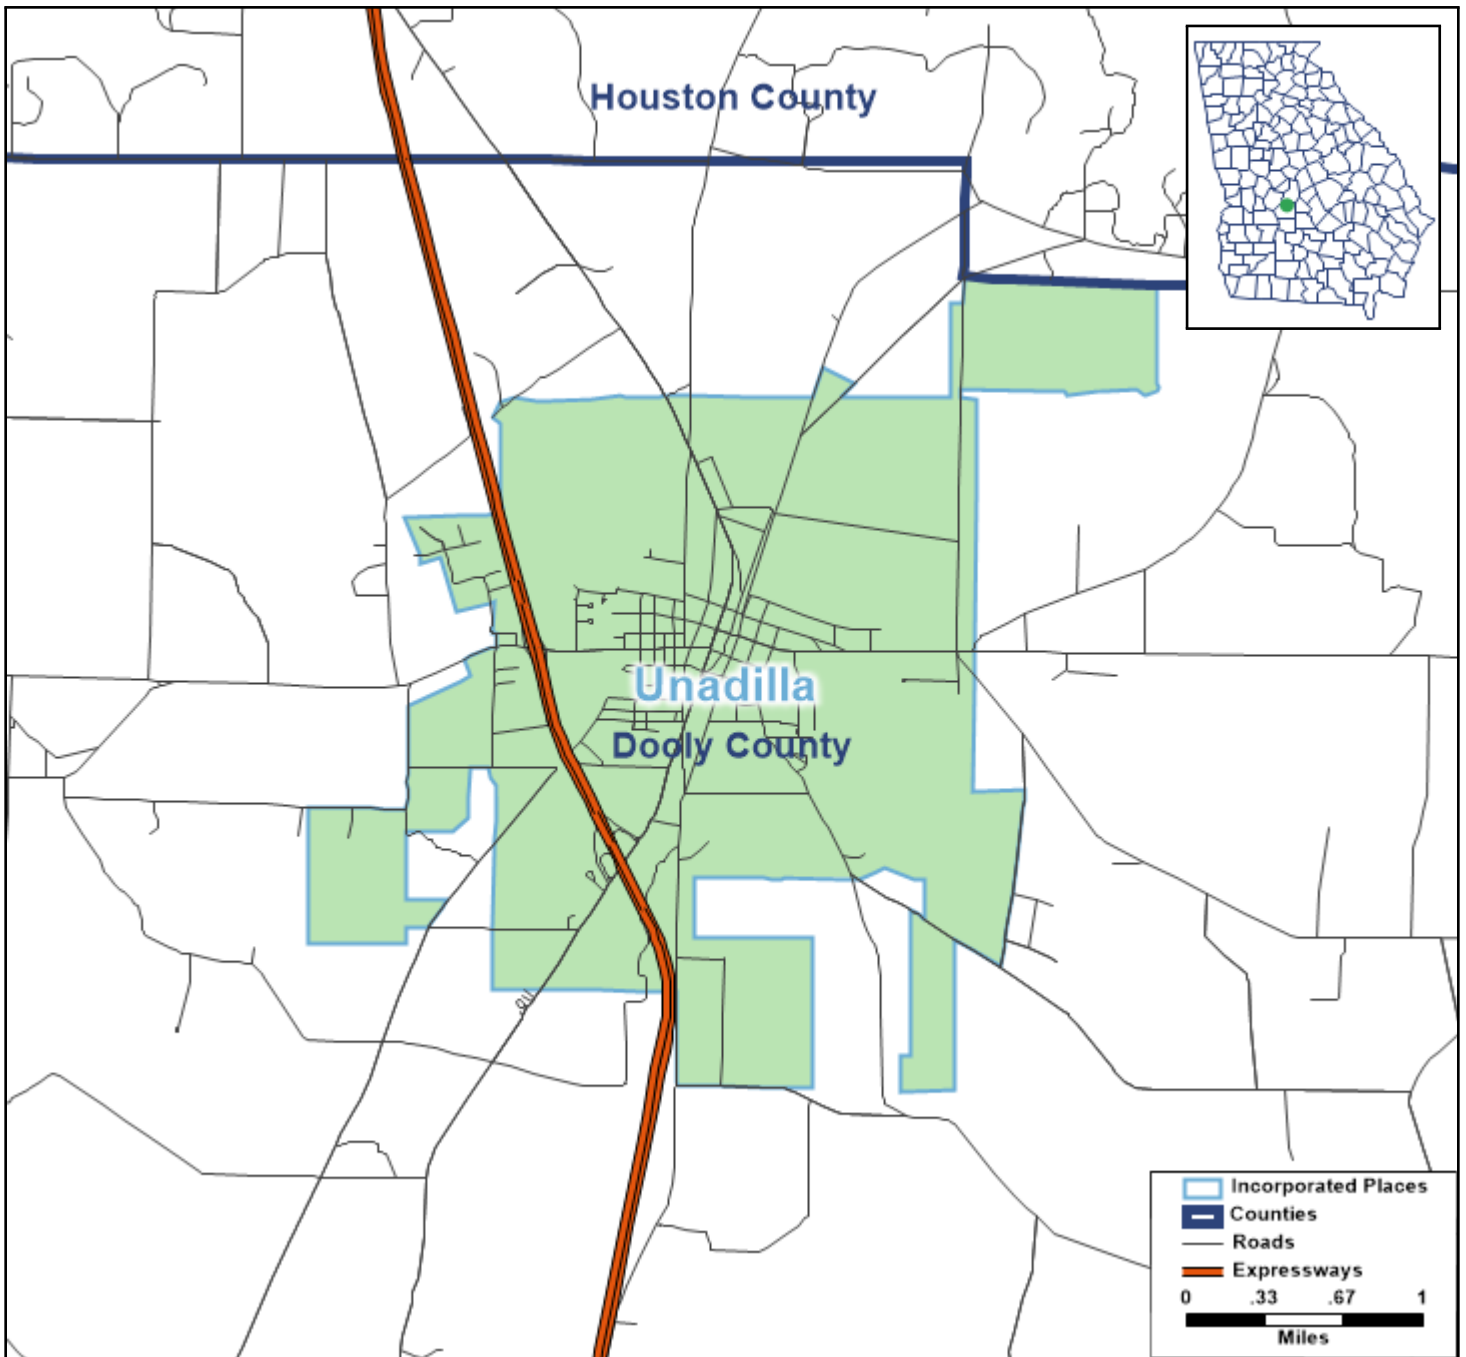 Houston County
Unadilla
Dooly County
Incorporated Places
Counties
Roads
Expressways
0 .33 .67 1
Miles